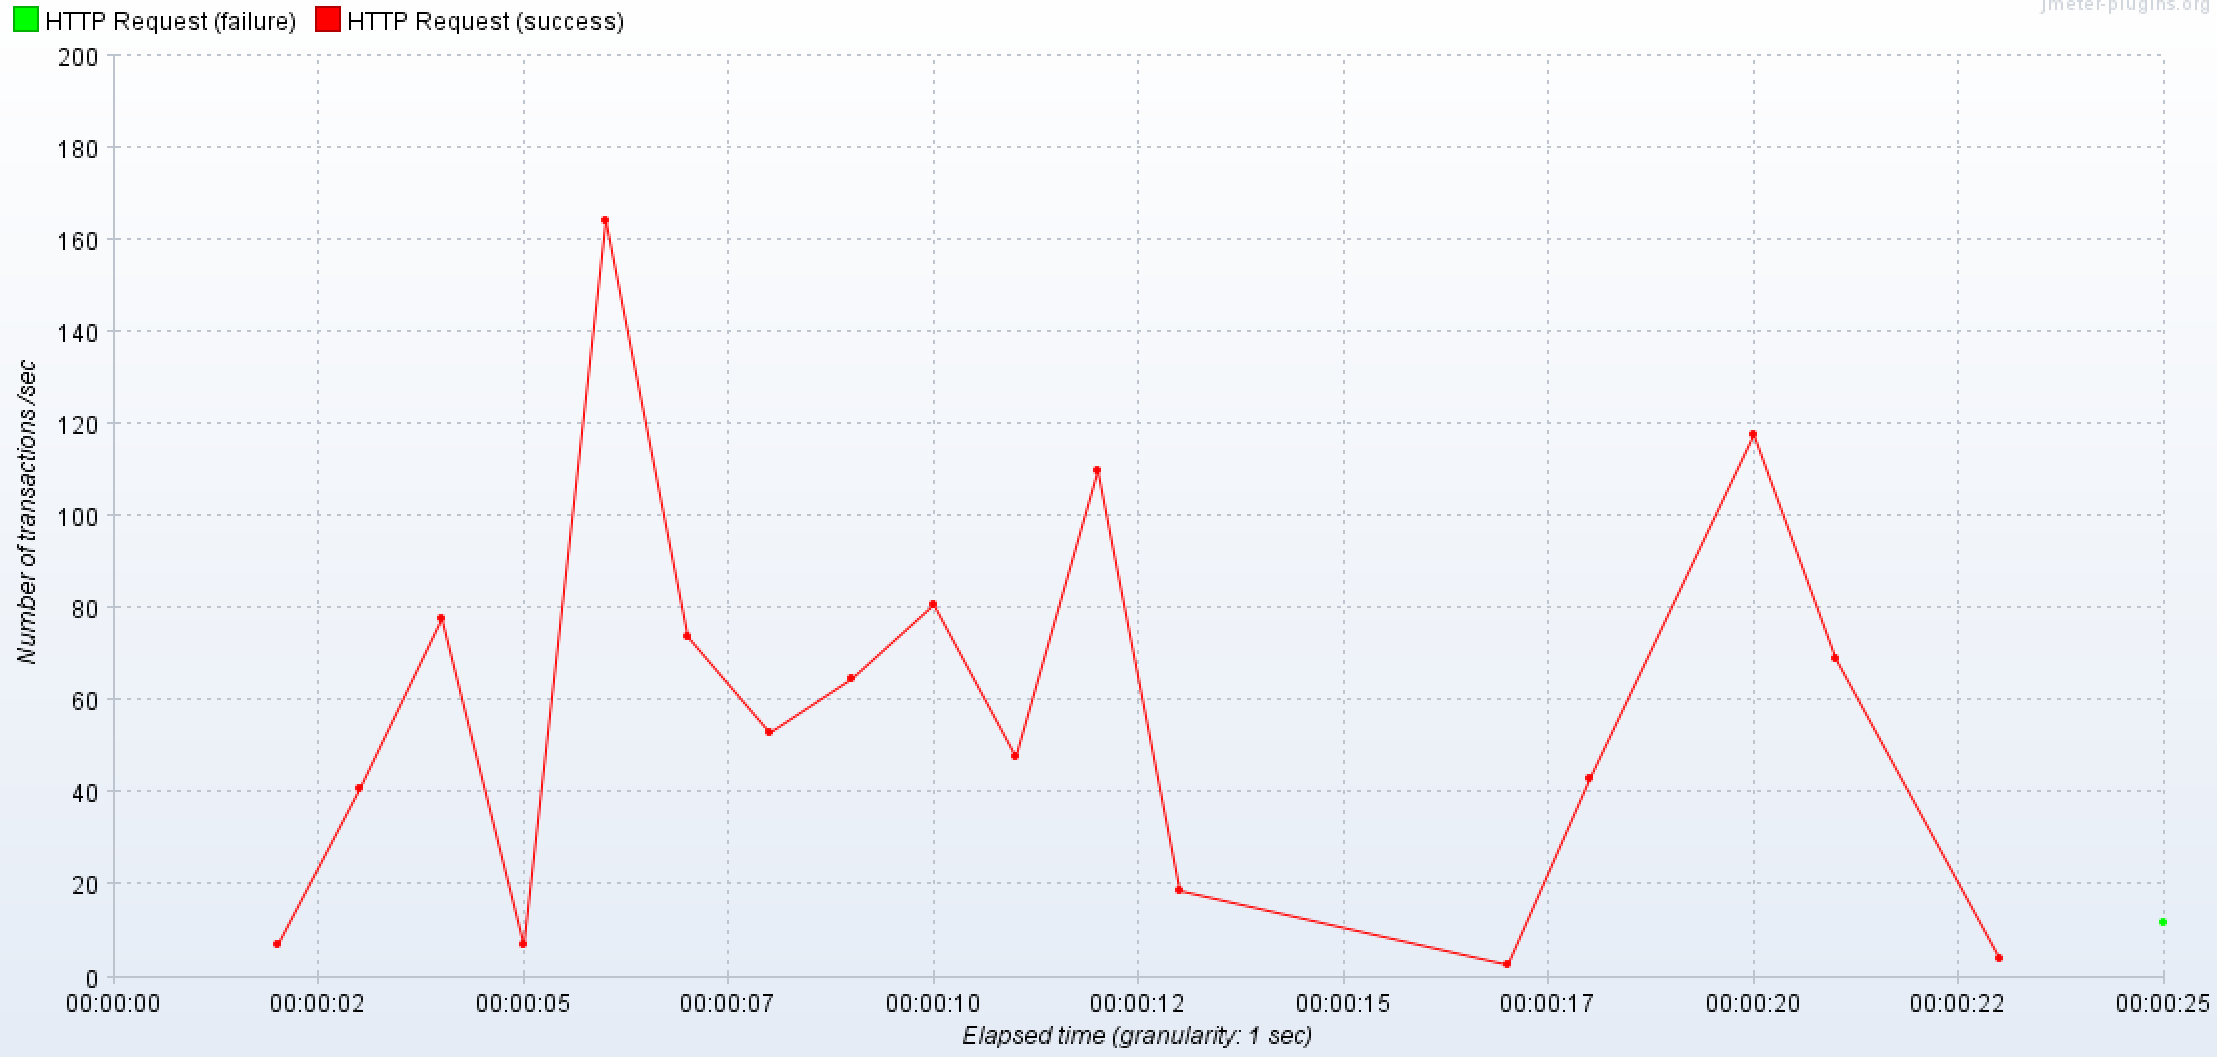 jmeter-plugins.org
HTTP Request (failure) HTTP Request (success)
200
180
160
140
120
100
80
60
40
20
0
Number of transactions /sec
00:00:00 00:00:02 00:00:05 00:00:07 00:00:10 00:00:12 00:00:15 00:00:17 00:00:20 00:00:22 00:00:25
Elapsed time (granularity: 1 sec)